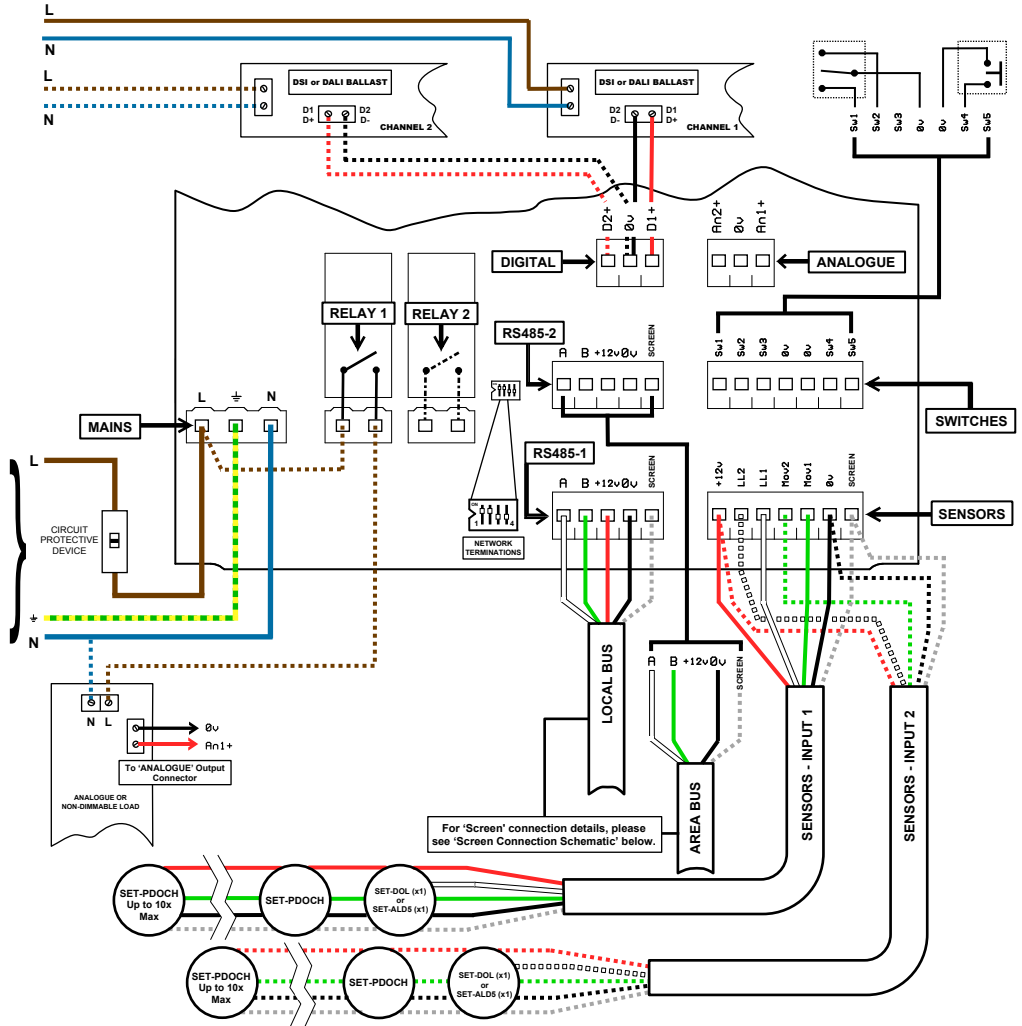 L
N
L
N
DSI or DALI BALLAST
D1 D2
D+ D-
CHANNEL 2
DSI or DALI BALLAST
D2 D1
D- D+
CHANNEL 1
Sw1
Sw2
Sw3
0v
0v
Sw4
Sw5
D2+
0v
D1+
An2+
0v
An1+
DIGITAL
ANALOGUE
RELAY 1
RELAY 2
RS485-2
A B +12v 0v SCREEN
Sw1
Sw2
Sw3
0v
0v
Sw4
Sw5
SWITCHES
MAINS
L N
RS485-1
A B +12v 0v SCREEN
ON
1 4
NETWORK
TERMINATIONS
+12v
LL2
LL1
Mov2
Mov1
0v
SCREEN
SENSORS
L
CIRCUIT
PROTECTIVE
DEVICE
N
N L
0v
An1+
To ‘ANALOGUE’ Output
Connector
ANALOGUE OR
NON-DIMMABLE LOAD
LOCAL BUS
A B +12v 0v SCREEN
AREA BUS
SENSORS - INPUT 1
SENSORS - INPUT 2
For ‘Screen’ connection details, please
see ‘Screen Connection Schematic’ below.
SET-PDOCH
Up to 10x
Max
SET-PDOCH
SET-DOL (x1)
or
SET-ALD5 (x1)
SET-PDOCH
Up to 10x
Max
SET-PDOCH
SET-DOL (x1)
or
SET-ALD5 (x1)